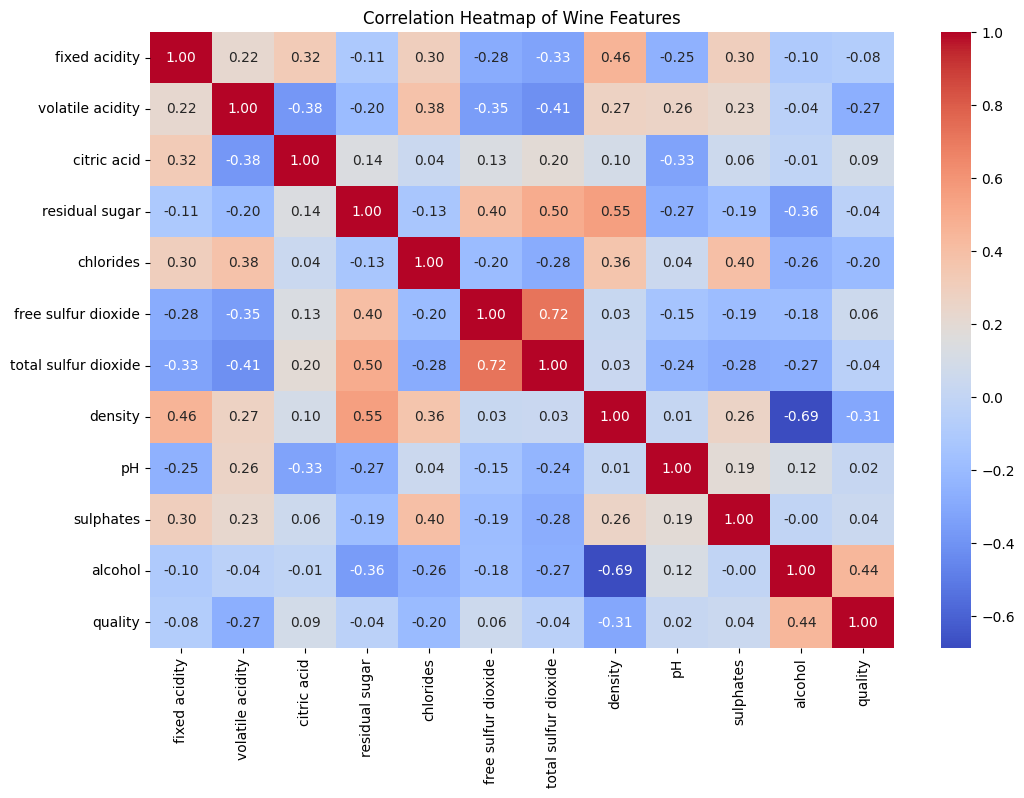 Correlation Heatmap of Wine Features
fixed acidity 1.00 0.22 0.32 -0.11 0.30 -0.28 -0.33 0.46 -0.25 0.30 -0.10 -0.08
volatile acidity 0.22 1.00 -0.38 -0.20 0.38 -0.35 -0.41 0.27 0.26 0.23 -0.04 -0.27
citric acid 0.32 -0.38 1.00 0.14 0.04 0.13 0.20 0.10 -0.33 0.06 -0.01 0.09
residual sugar -0.11 -0.20 0.14 1.00 -0.13 0.40 0.50 0.55 -0.27 -0.19 -0.36 -0.04
chlorides 0.30 0.38 0.04 -0.13 1.00 -0.20 -0.28 0.36 0.04 0.40 -0.26 -0.20
free sulfur dioxide -0.28 -0.35 0.13 0.40 -0.20 1.00 0.72 0.03 -0.15 -0.19 -0.18 0.06
total sulfur dioxide -0.33 -0.41 0.20 0.50 -0.28 0.72 1.00 0.03 -0.24 -0.28 -0.27 -0.04
density 0.46 0.27 0.10 0.55 0.36 0.03 0.03 1.00 0.01 0.26 -0.69 -0.31
pH -0.25 0.26 -0.33 -0.27 0.04 -0.15 -0.24 0.01 1.00 0.19 0.12 0.02
sulphates 0.30 0.23 0.06 -0.19 0.40 -0.19 -0.28 0.26 0.19 1.00 -0.00 0.04
alcohol -0.10 -0.04 -0.01 -0.36 -0.26 -0.18 -0.27 -0.69 0.12 -0.00 1.00 0.44
quality -0.08 -0.27 0.09 -0.04 -0.20 0.06 -0.04 -0.31 0.02 0.04 0.44 1.00
fixed acidity
volatile acidity
citric acid
residual sugar
chlorides
free sulfur dioxide
total sulfur dioxide
density
pH
sulphates
alcohol
quality
1.0
0.8
0.6
0.4
0.2
0.0
−0.2
−0.4
−0.6